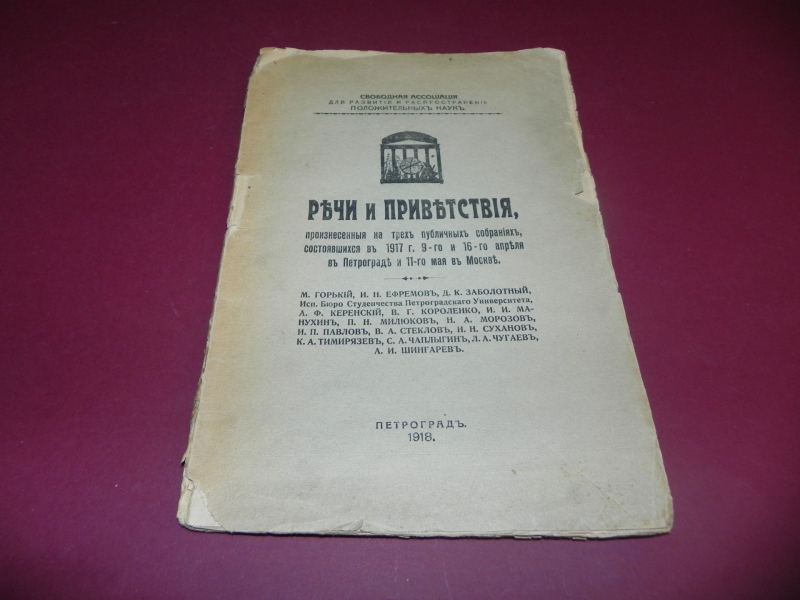 СВОБОДНАЯ АССОЦІАЦІЯ
ДЛЯ РАЗВИТІЯ И РАСПРОСТРАНЕНІЯ
ПОЛОЖИТЕЛЬНЫХЪ НАУКЪ.
РѢЧИ И ПРИВѢТСТВІЯ,
произнесенныя на трехъ публичныхъ собраніяхъ,
состоявшихся въ 1917 г. 9-го и 16-го апрѣля
въ Петроградѣ и 11-го мая въ Москвѣ.
М. ГОРЬКІЙ, И. Н. ЕФРЕМОВЪ, Д. К. ЗАБОЛОТНЫЙ,
Исп. Бюро Студенчества Петроградскаго Университета,
А. Ф. КЕРЕНСКІЙ, В. Г. КОРОЛЕНКО, И. И. МА-
НУХИНЪ, П. Н. МИЛЮКОВЪ, Н. А. МОРОЗОВЪ,
И. П. ПАВЛОВЪ, В. А. СТЕКЛОВЪ, И. Н. СУХАНОВЪ,
К. А. ТИМИРЯЗЕВЪ, С. А. ЧАПЛЫГИНЪ, Л. А. ЧУГАЕВЪ,
А. И. ШИНГАРЕВЪ.
ПЕТРОГРАДЪ.
1918.